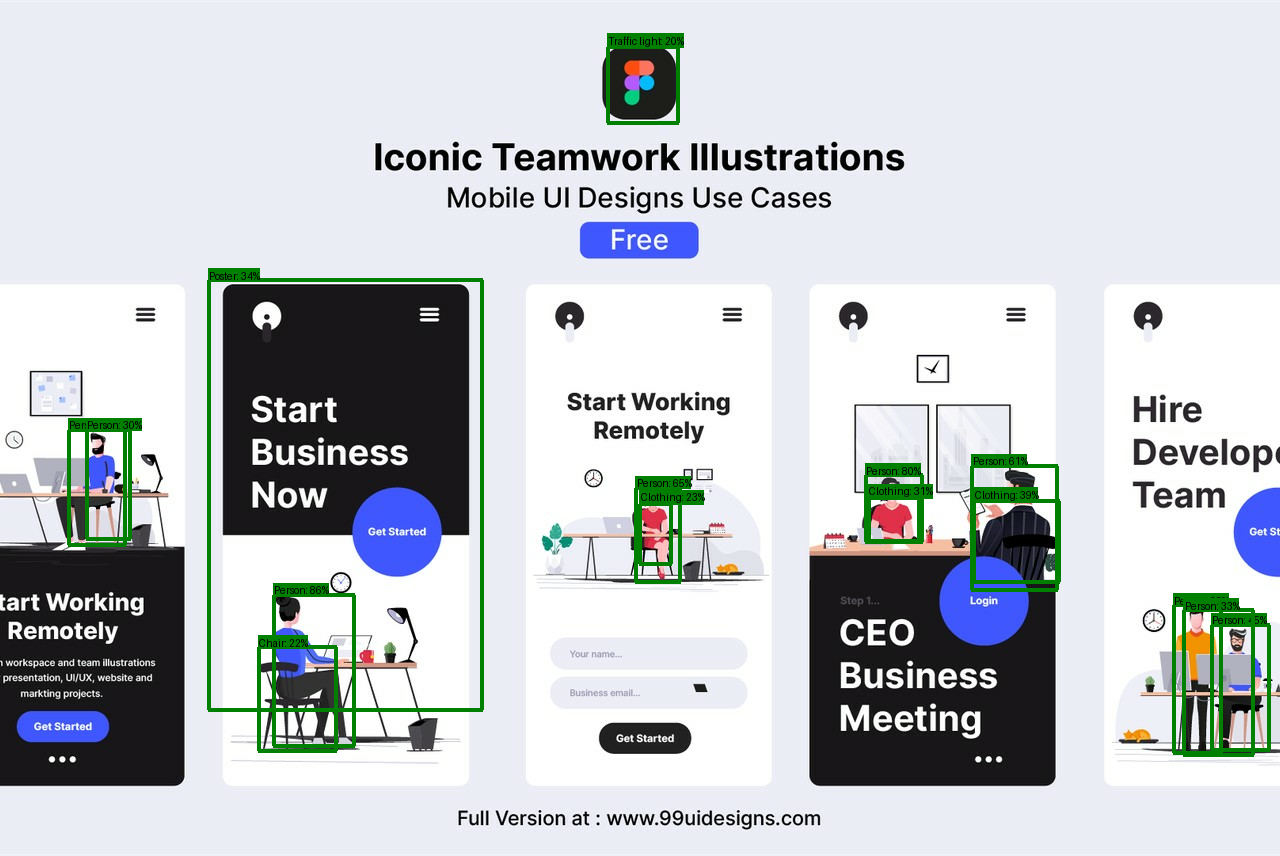 Traffic light: 20%
Iconic Teamwork Illustrations
Mobile UI Designs Use Cases
Free
Person: 30%
tart Working
Remotely
workspace and team illustrations
presentation, UI/UX, website and
markting projects.
Get Started
Poster: 34%
Start
Business
Now
Get Started
Person: 86%
Chair: 22%
Start Working
Remotely
Person: 65%
Clothing: 23%
Your name...
Business email...
Get Started
Person: 80%
Clothing: 31%
Person: 61%
Clothing: 39%
Step 1...
Login
CEO
Business
Meeting
Hire
Develope
Team
Get St
Person: 33%
Full Version at : www.99uidesigns.com